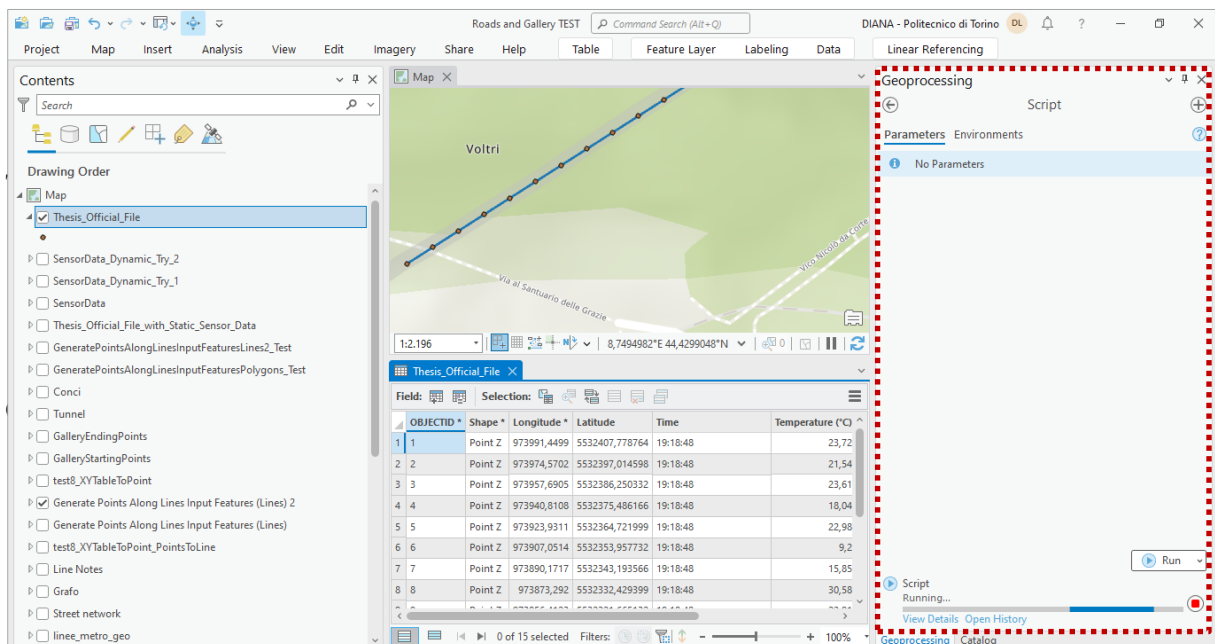 Roads and Gallery TEST
Command Search (Alt+Q)
DIANA - Politecnico di Torino
DL
?
Project Map Insert Analysis View Edit Imagery Share Help Table Feature Layer Labeling Data Linear Referencing
Contents
Search
Drawing Order
Map
Thesis_Official_File
SensorData_Dynamic_Try_2
SensorData_Dynamic_Try_1
SensorData
Thesis_Official_File_with_Static_Sensor_Data
GeneratePointsAlongLinesInputFeaturesLines2_Test
GeneratePointsAlongLinesInputFeaturesPolygons_Test
Conci
Tunnel
GalleryEndingPoints
GalleryStartingPoints
test8_XYTableToPoint
Generate Points Along Lines Input Features (Lines) 2
Generate Points Along Lines Input Features (Lines)
test8_XYTableToPoint_PointsToLine
Line Notes
Grafo
Street network
linee_metro_geo
Map
Voltri
Via al Santuario delle Grazie
Vico Nicolò da Corte
1:2.196
8,7494982°E 44,4299048°N
0
Thesis_Official_File
Field: Selection:
OBJECTID * Shape * Longitude * Latitude Time Temperature (°C)
1 1 Point Z 973991,4499 5532407,778764 19:18:48 23,72
2 2 Point Z 973974,5702 5532397,014598 19:18:48 21,54
3 3 Point Z 973957,6905 5532386,250332 19:18:48 23,61
4 4 Point Z 973940,8108 5532375,486166 19:18:48 18,04
5 5 Point Z 973923,9311 5532364,721999 19:18:48 22,98
6 6 Point Z 973907,0514 5532353,957732 19:18:48 9,2
7 7 Point Z 973890,1717 5532343,193566 19:18:48 15,85
8 8 Point Z 973873,292 5532332,429399 19:18:48 30,58
0 of 15 selected Filters: 100%
Geoprocessing
Script
Parameters Environments
?
No Parameters
Run
Script
Running...
View Details Open History
Geoprocessing Catalog